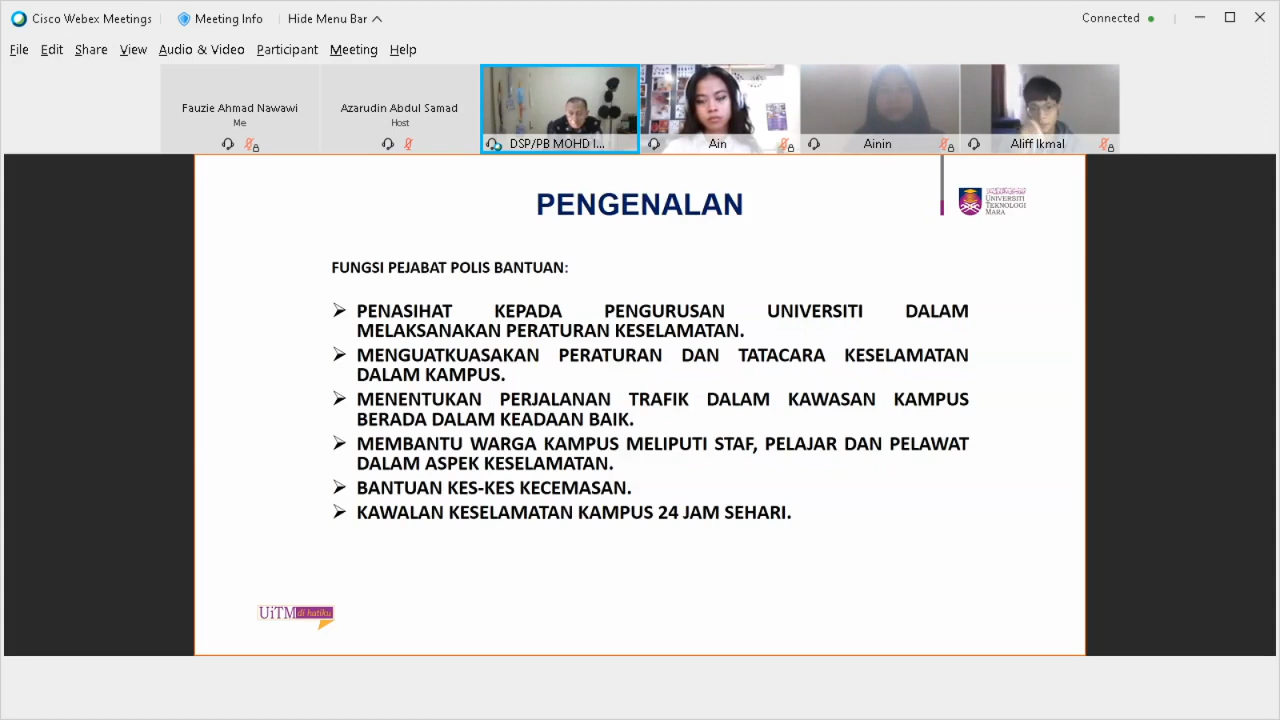 Cisco Webex Meetings
Meeting Info
Hide Menu Bar
Connected
File Edit Share View Audio & Video Participant Meeting Help
Fauzie Ahmad Nawawi
Me
Azarudin Abdul Samad
Host
DSP/PB MOHD I...
Ain
Ainin
Aliff Ikmal
PENGENALAN
UNIVERSITI
TEKNOLOGI
MARA
FUNGSI PEJABAT POLIS BANTUAN:
PENASIHAT KEPADA PENGURUSAN UNIVERSITI DALAM
MELAKSANAKAN PERATURAN KESELAMATAN.
MENGUATKUASAKAN PERATURAN DAN TATACARA KESELAMATAN
DALAM KAMPUS.
MENENTUKAN PERJALANAN TRAFIK DALAM KAWASAN KAMPUS
BERADA DALAM KEADAAN BAIK.
MEMBANTU WARGA KAMPUS MELIPUTI STAF, PELAJAR DAN PELAWAT
DALAM ASPEK KESELAMATAN.
BANTUAN KES-KES KECEMASAN.
KAWALAN KESELAMATAN KAMPUS 24 JAM SEHARI.
UiTM di hatiku